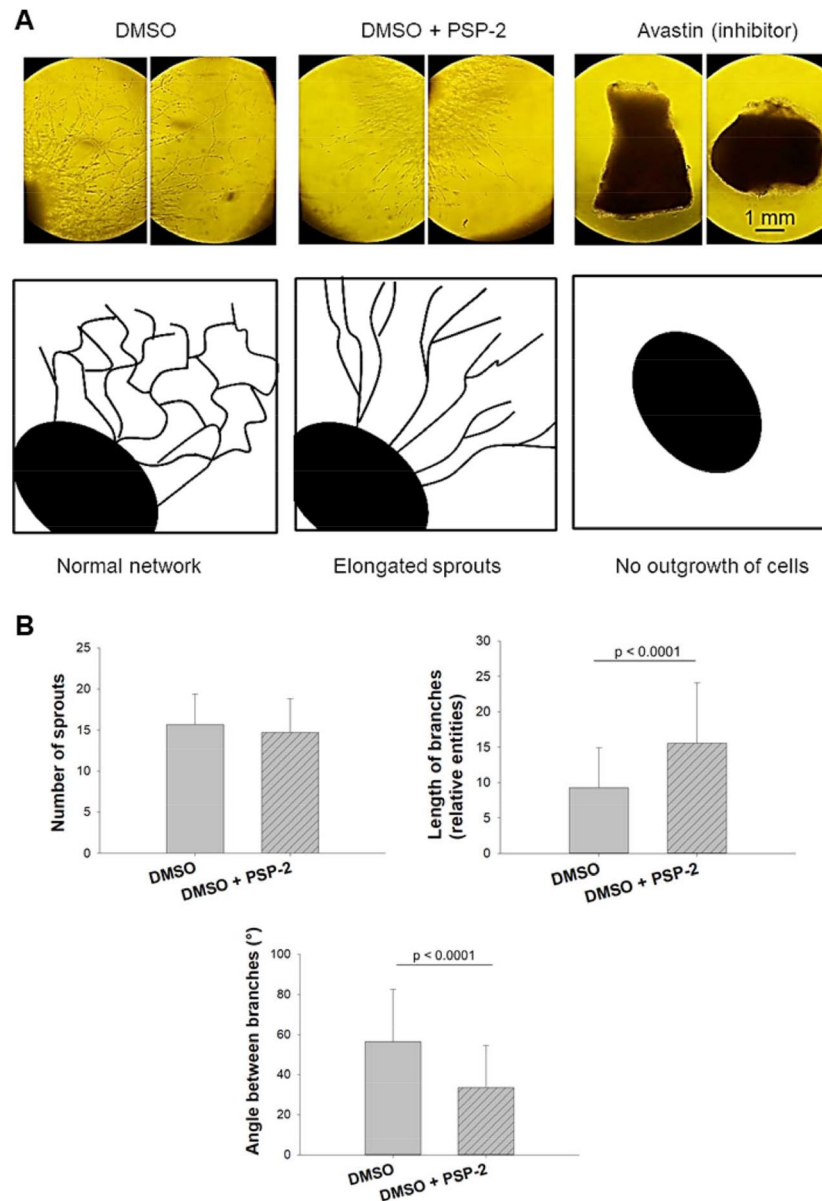 A
DMSO
DMSO + PSP-2
Avastin (inhibitor)
1 mm
Normal network
Elongated sprouts
No outgrowth of cells
B
Number of sprouts
25
20
15
10
5
0
DMSO
DMSO + PSP-2
Length of branches
(relative entities)
30
25
20
15
10
5
0
p < 0.0001
DMSO
DMSO + PSP-2
Angle between branches (°)
100
80
60
40
20
0
p < 0.0001
DMSO
DMSO + PSP-2